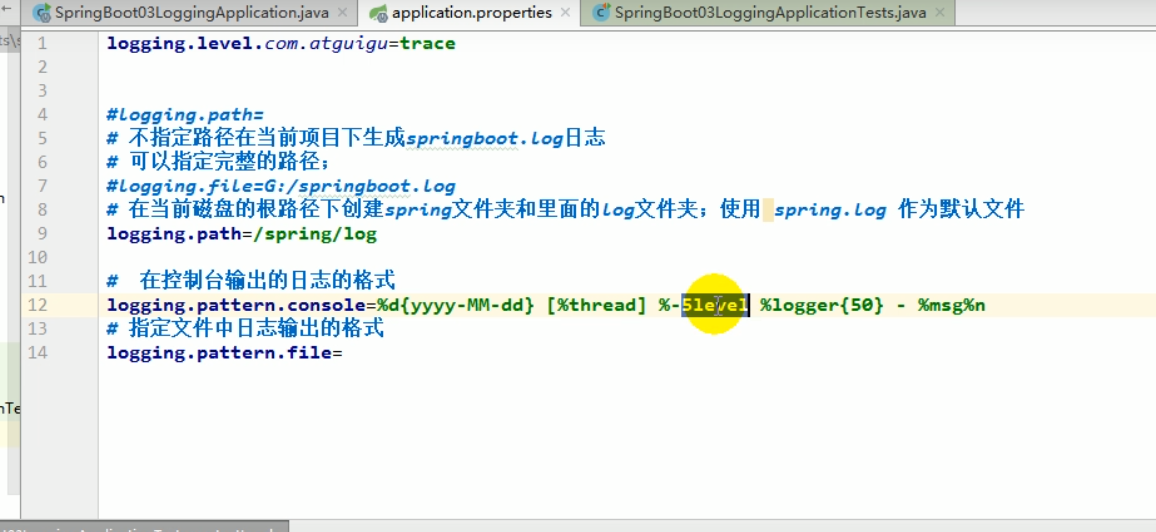 SpringBoot03LoggingApplication.java application.properties SpringBoot03LoggingApplicationTests.java
1 logging.level.com.atguigu=trace
2
3
4 #logging.path=
5 # 不指定路径在当前项目下生成springboot.log日志
6 # 可以指定完整的路径；
7 #logging.file=G:/springboot.log
8 # 在当前磁盘的根路径下创建spring文件夹和里面的log文件夹；使用 spring.log 作为默认文件
9 logging.path=/spring/log
10
11 # 在控制台输出的日志的格式
12 logging.pattern.console=%d{yyyy-MM-dd} [%thread] %-5level %logger{50} - %msg%n
13 # 指定文件中日志输出的格式
14 logging.pattern.file=